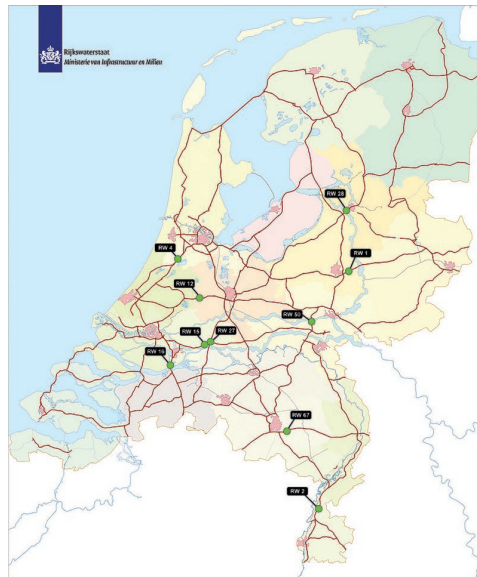 Rijkswaterstaat
Ministerie van Infrastructuur en Milieu
RW 28
RW 4
RW 1
RW 12
RW 50
RW 15
RW 27
RW 16
RW 67
RW 2